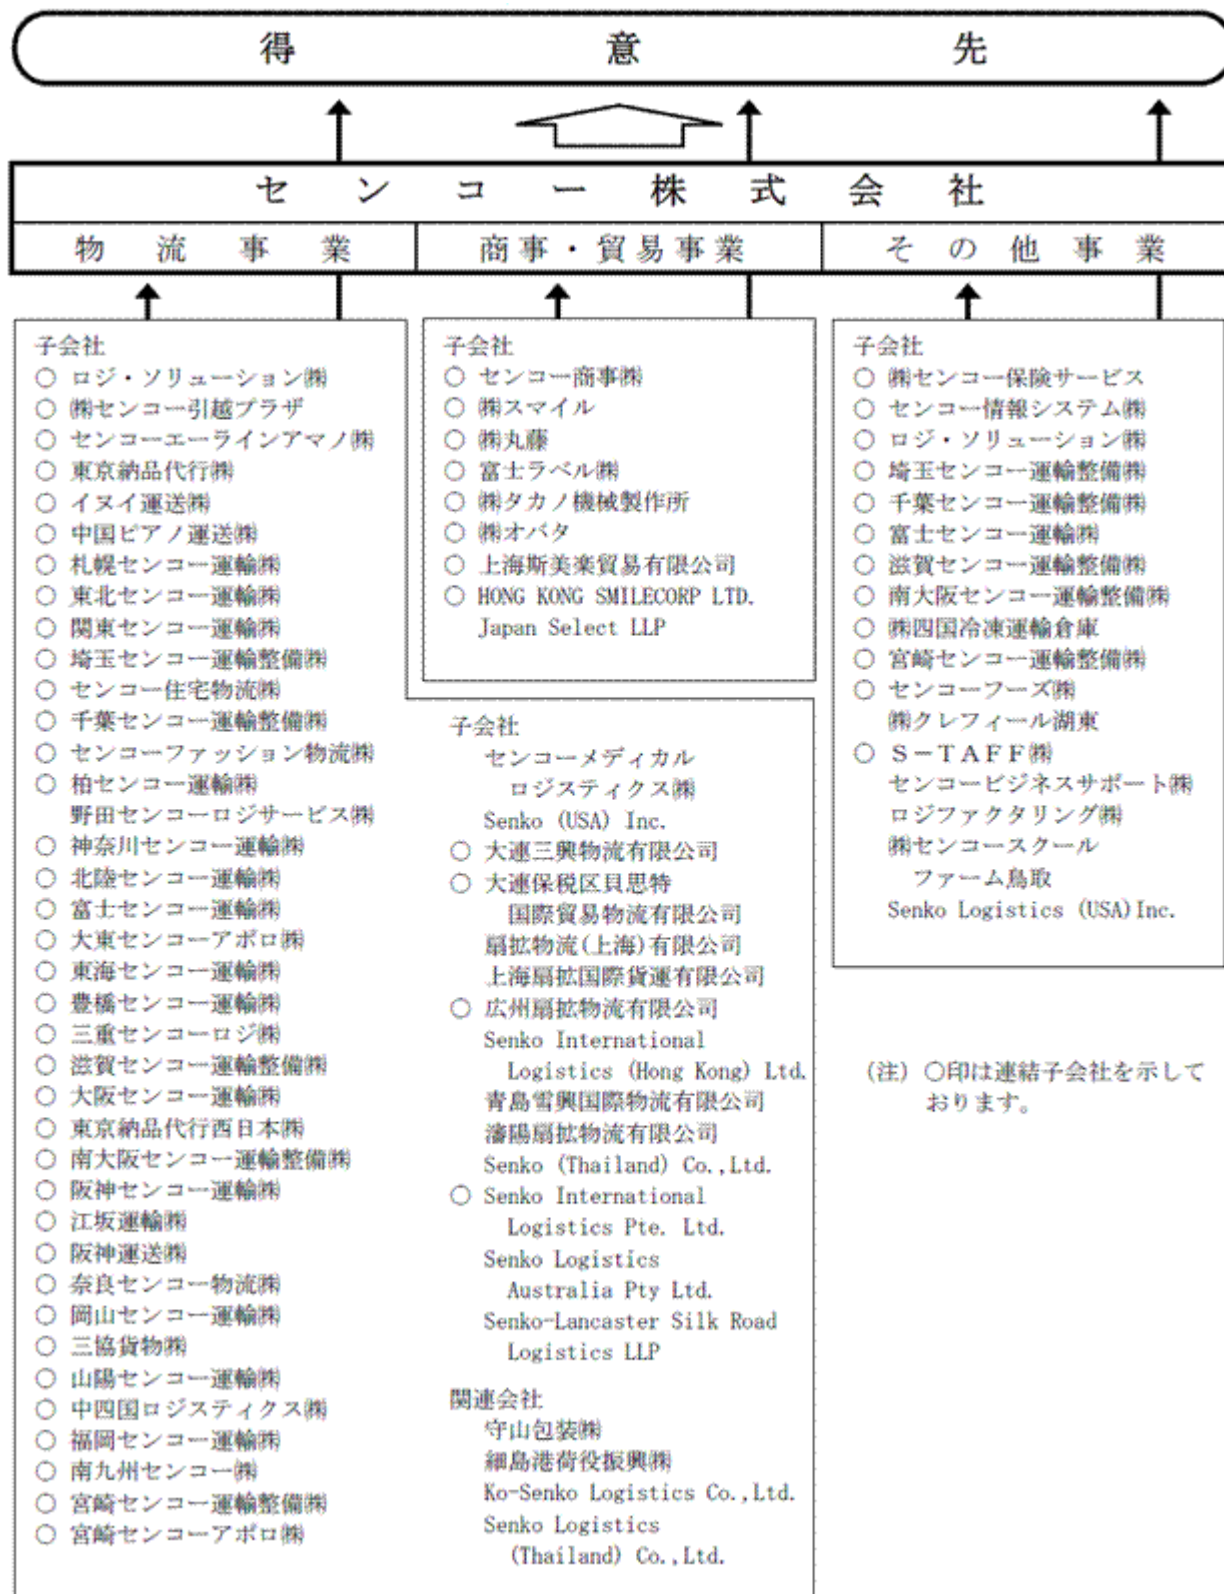 得意先
センコー株式会社
物流事業
商事・貿易事業
その他事業
子会社
○ ロジ・ソリューション㈱
○ ㈱センコー引越プラザ
○ センコーエーラインアマノ㈱
○ 東京納品代行㈱
○ イヌイ運送㈱
○ 中国ピアノ運送㈱
○ 札幌センコー運輸㈱
○ 東北センコー運輸㈱
○ 関東センコー運輸㈱
○ 埼玉センコー運輸整備㈱
○ センコー住宅物流㈱
○ 千葉センコー運輸整備㈱
○ センコーファッション物流㈱
○ 柏センコー運輸㈱
野田センコーロジサービス㈱
○ 神奈川センコー運輸㈱
○ 北陸センコー運輸㈱
○ 富士センコー運輸㈱
○ 大東センコーアポロ㈱
○ 東海センコー運輸㈱
○ 豊橋センコー運輸㈱
○ 三重センコーロジ㈱
○ 滋賀センコー運輸整備㈱
○ 大阪センコー運輸㈱
○ 東京納品代行西日本㈱
○ 南大阪センコー運輸整備㈱
○ 阪神センコー運輸㈱
○ 江坂運輸㈱
○ 阪神運送㈱
○ 奈良センコー物流㈱
○ 岡山センコー運輸㈱
○ 三協貨物㈱
○ 山陽センコー運輸㈱
○ 中四国ロジスティクス㈱
○ 福岡センコー運輸㈱
○ 南九州センコー㈱
○ 宮崎センコー運輸整備㈱
○ 宮崎センコーアポロ㈱
子会社
○ センコー商事㈱
○ ㈱スマイル
○ ㈱丸藤
○ 富士ラベル㈱
○ ㈱タカノ機械製作所
○ ㈱オバタ
○ 上海斯美楽貿易有限公司
○ HONG KONG SMILECORP LTD.
Japan Select LLP
子会社
センコーメディカル
ロジスティクス㈱
Senko (USA) Inc.
○ 大連三興物流有限公司
○ 大連保税区貝思特
国際貿易物流有限公司
扇拡物流(上海)有限公司
上海扇拡国際貨運有限公司
○ 広州扇拡物流有限公司
Senko International
Logistics (Hong Kong) Ltd.
青島雪興国際物流有限公司
瀋陽扇拡物流有限公司
Senko (Thailand) Co.,Ltd.
○ Senko International
Logistics Pte. Ltd.
Senko Logistics
Australia Pty Ltd.
Senko-Lancaster Silk Road
Logistics LLP
関連会社
守山包装㈱
細島港荷役振興㈱
Ko-Senko Logistics Co.,Ltd.
Senko Logistics
(Thailand) Co.,Ltd.
子会社
○ ㈱センコー保険サービス
○ センコー情報システム㈱
○ ロジ・ソリューション㈱
○ 埼玉センコー運輸整備㈱
○ 千葉センコー運輸整備㈱
○ 富士センコー運輸㈱
○ 滋賀センコー運輸整備㈱
○ 南大阪センコー運輸整備㈱
○ ㈱四国冷凍運輸倉庫
○ 宮崎センコー運輸整備㈱
○ センコーフーズ㈱
㈱クレフィール湖東
○ S－TAFF㈱
センコービジネスサポート㈱
ロジファクタリング㈱
㈱センコースクール
ファーム鳥取
Senko Logistics (USA)Inc.
(注) ○印は連結子会社を示して
おります。